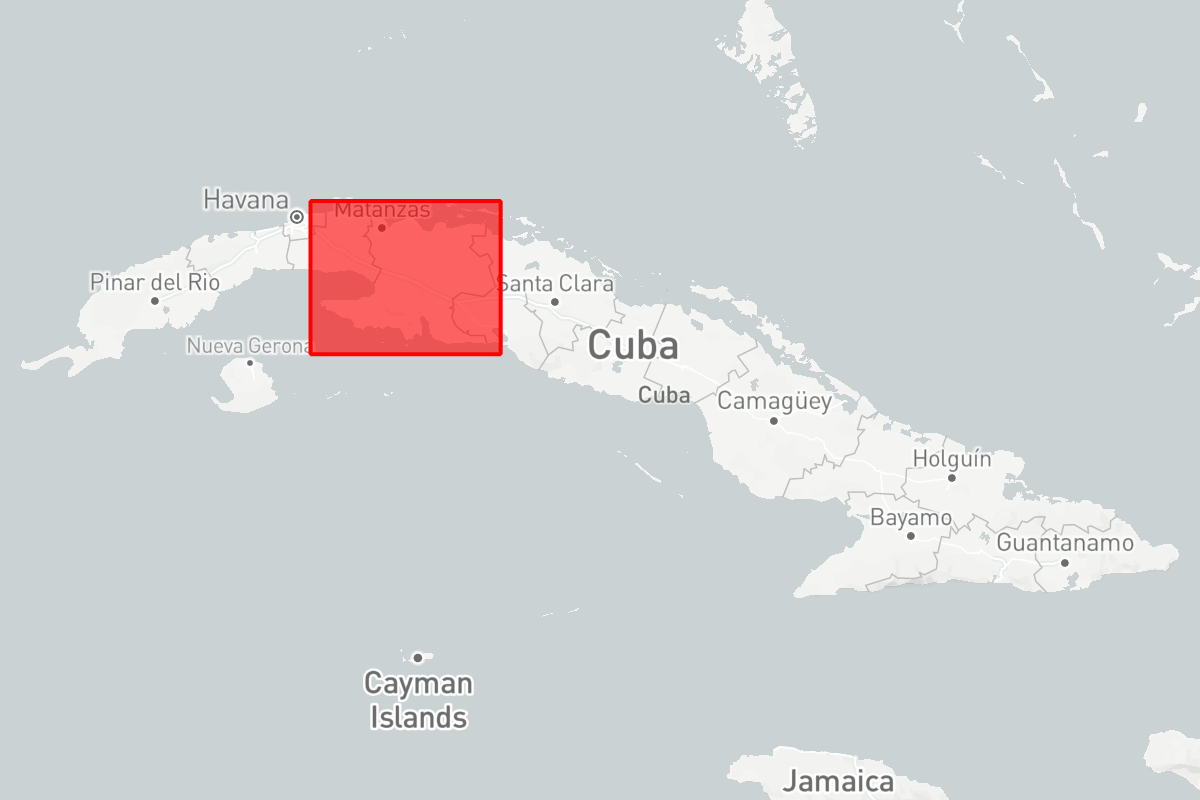 Havana
Matanzas
Pinar del Rio
Santa Clara
Nueva Gerona
Cuba
Cuba
Camagüey
Holguín
Bayamo
Guantanamo
Cayman
Islands
Jamaica